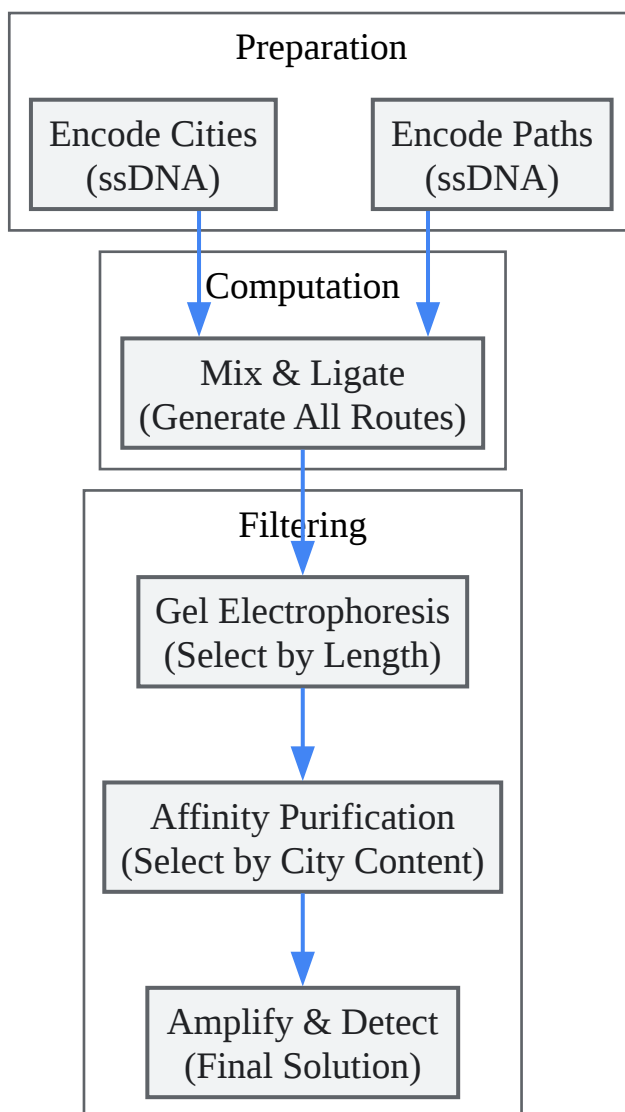 Preparation
Encode Cities
(ssDNA)
Encode Paths
(ssDNA)
Computation
Mix & Ligate
(Generate All Routes)
Filtering
Gel Electrophoresis
(Select by Length)
Affinity Purification
(Select by City Content)
Amplify & Detect
(Final Solution)